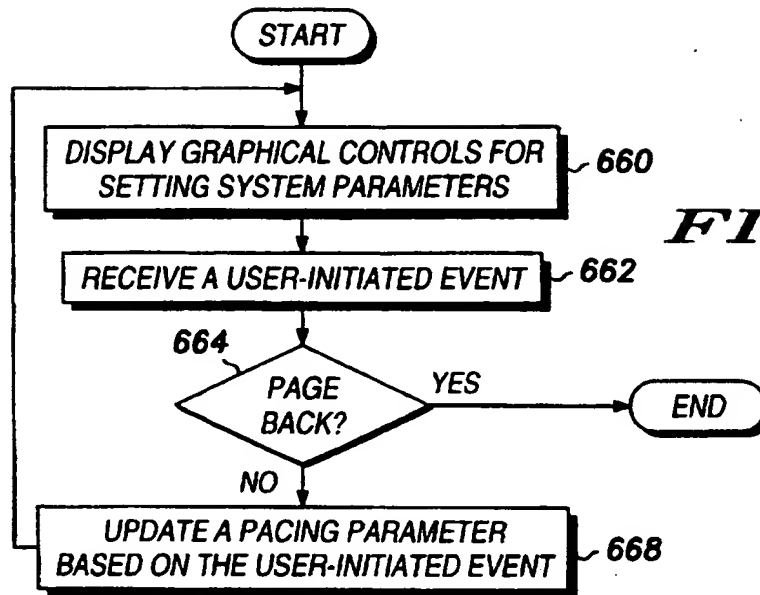 START
DISPLAY GRAPHICAL CONTROLS FOR
SETTING SYSTEM PARAMETERS
660
RECEIVE A USER-INITIATED EVENT
662
664
PAGE
BACK?
YES
END
NO
UPDATE A PACING PARAMETER
BASED ON THE USER-INITIATED EVENT
668